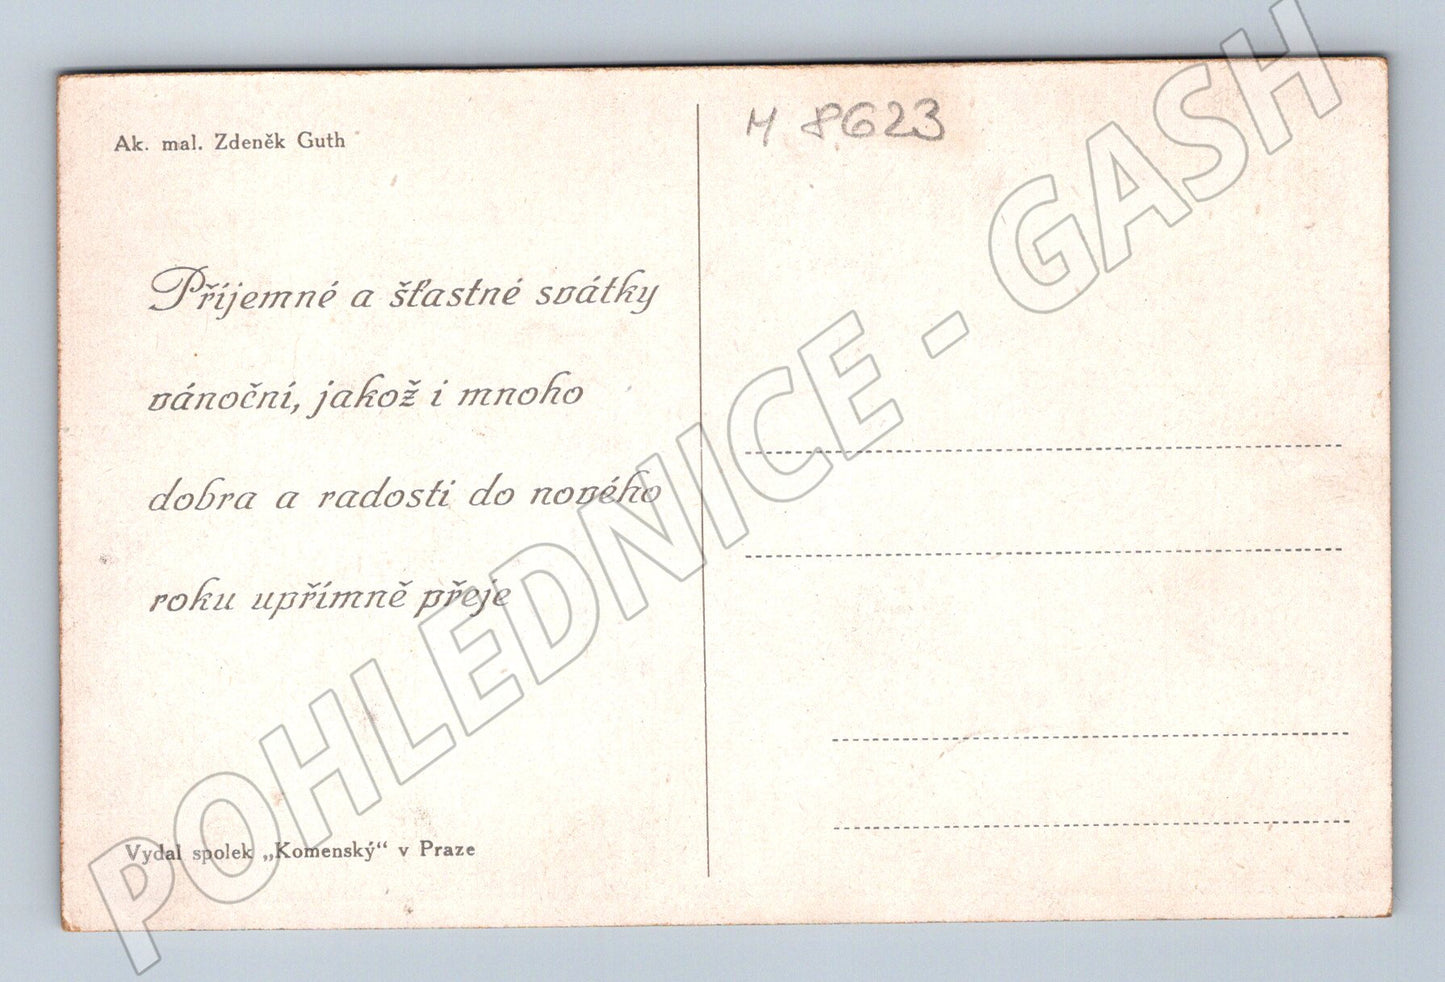 Ak. mal. Zdeněk Guth
M 8623
Příjemné a šťastné svátky
vánoční, jakož i mnoho
dobra a radosti do nového
roku upřímně přeje
Vydal spolek „Komenský“ v Praze
POHLEDNICE - GASH